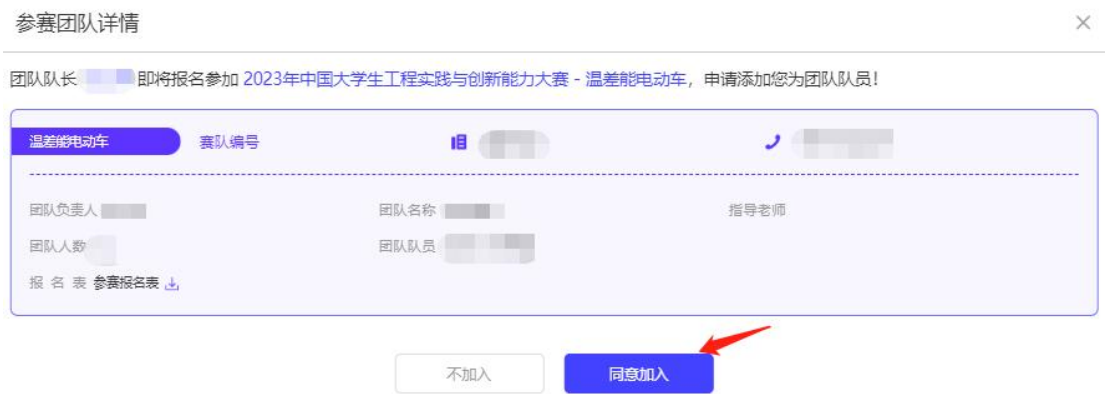 参赛团队详情
团队队长 即将报名参加 2023年中国大学生工程实践与创新能力大赛 - 温差能电动车，申请添加您为团队队员！
温差能电动车 赛队编号
团队负责人 团队名称 指导老师
团队人数 团队队员
报 名 表 参赛报名表
不加入 同意加入